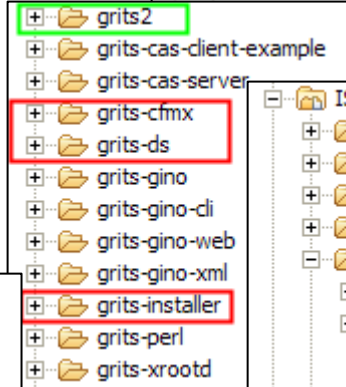 grits2
grits-cas-client-example
grits-cas-server
grits-cfmx
grits-ds
grits-gino
grits-gino-cli
grits-gino-web
grits-gino-xml
grits-installer
grits-perl
grits-xrootd